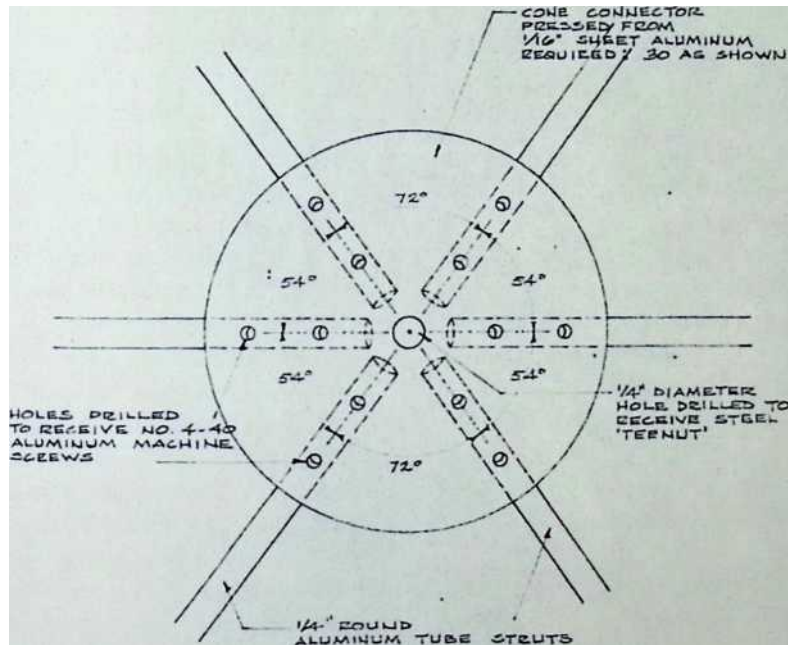 CONE CONNECTOR
PRESSED FROM
1/16" SHEET ALUMINUM
REQUIRED: 30 AS SHOWN
72°
54°
54°
54°
54°
72°
HOLES DRILLED
TO RECEIVE NO. 4-40
ALUMINUM MACHINE
SCREWS
1/4" DIAMETER
HOLE DRILLED TO
RECEIVE STEEL
'TEENUT'
1/4" ROUND
ALUMINUM TUBE STRUTS